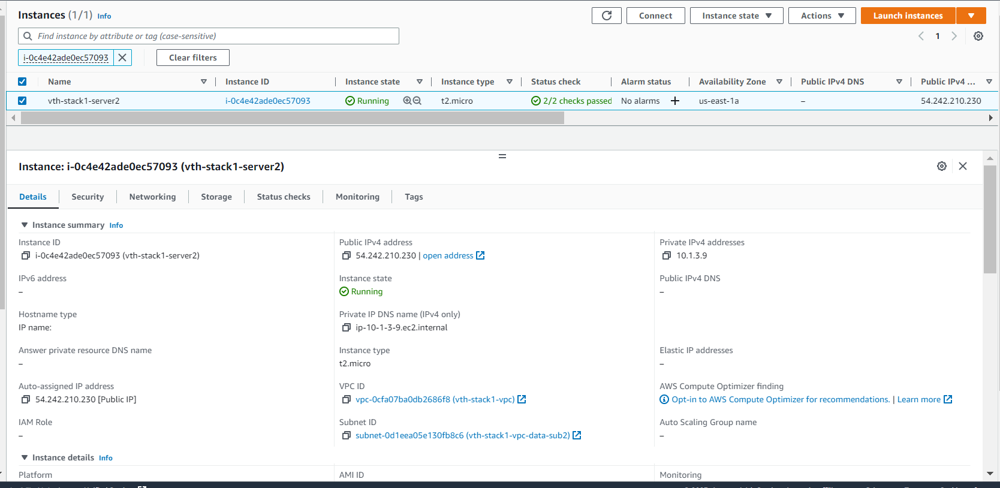 Instances (1/1) Info
Connect
Instance state
Actions
Launch instances
Find instance by attribute or tag (case-sensitive)
1
i-0c4e42ade0ec57093
Clear filters
Name Instance ID Instance state Instance type Status check Alarm status Availability Zone Public IPv4 DNS Public IPv4 ...
vth-stack1-server2 i-0c4e42ade0ec57093 Running t2.micro 2/2 checks passed No alarms + us-east-1a – 54.242.210.230
Instance: i-0c4e42ade0ec57093 (vth-stack1-server2)
Details Security Networking Storage Status checks Monitoring Tags
Instance summary Info
Instance ID Public IPv4 address Private IPv4 addresses
i-0c4e42ade0ec57093 (vth-stack1-server2) 54.242.210.230 | open address 10.1.3.9
IPv6 address Instance state Public IPv4 DNS
– Running –
Hostname type Private IP DNS name (IPv4 only)
IP name: ip-10-1-3-9.ec2.internal
Answer private resource DNS name Instance type Elastic IP addresses
– t2.micro –
Auto-assigned IP address VPC ID AWS Compute Optimizer finding
54.242.210.230 [Public IP] vpc-0cfa07ba0db2686f8 (vth-stack1-vpc) Opt-in to AWS Compute Optimizer for recommendations. | Learn more
IAM Role Subnet ID Auto Scaling Group name
– subnet-0d1eea05e130fb8c6 (vth-stack1-vpc-data-sub2) –
Instance details Info
Platform AMI ID Monitoring